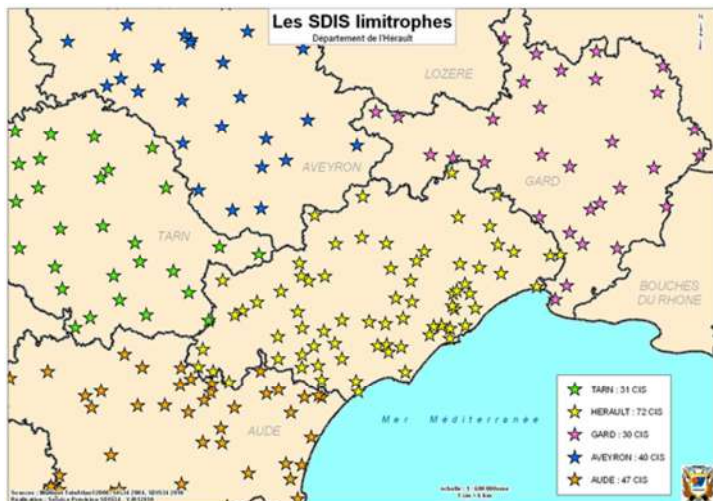 Les SDIS limitrophes
Département de l'Hérault
LOZERE
AVEYRON
GARD
TARN
BOUCHES
DU RHONE
AUDE
Mer Méditerranée
TARN : 31 CIS
HERAULT : 72 CIS
GARD : 30 CIS
AVEYRON : 40 CIS
AUDE : 47 CIS